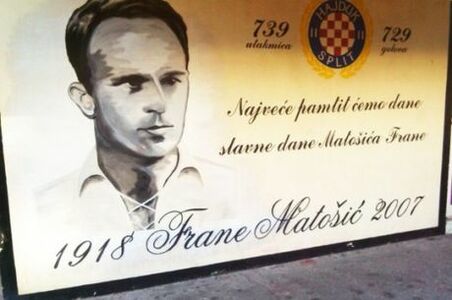 739
utakmica
HAJDUK
SPLIT
729
golova
Najveće pamtit ćemo dane
slavne dane Matošića Frane
1918 Frane Matošić 2007